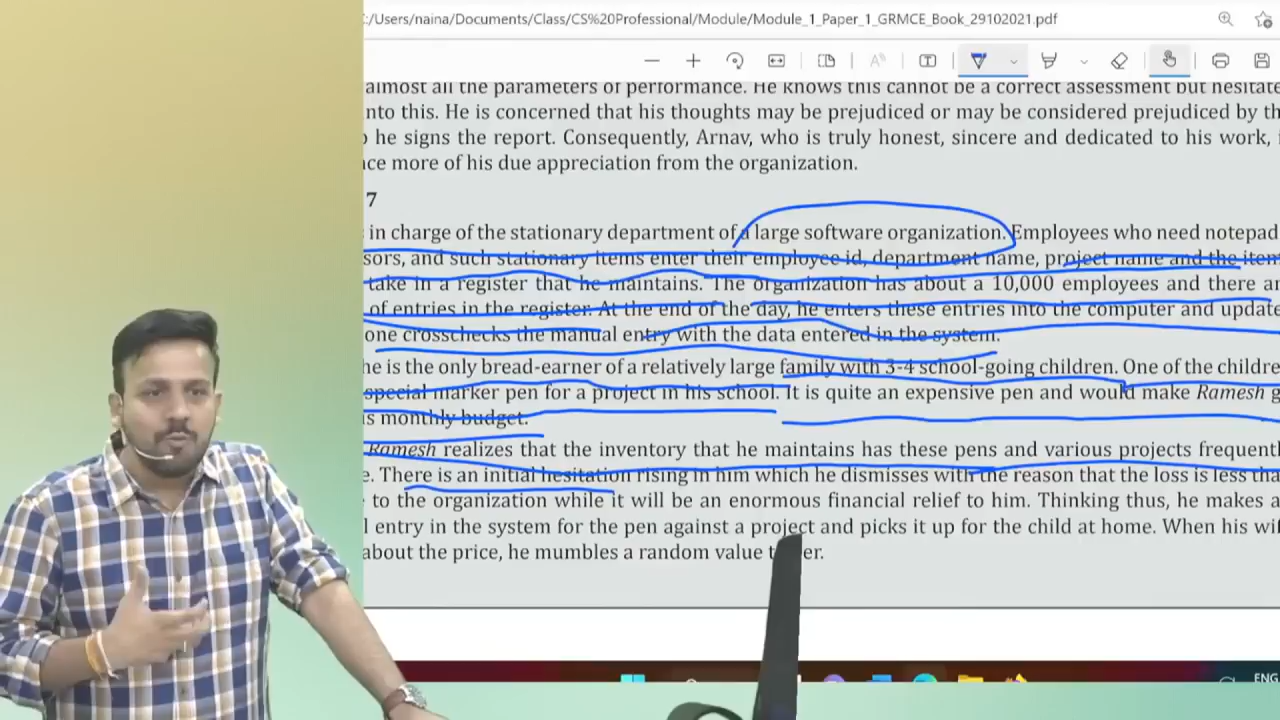 :/Users/naina/Documents/Class/CS%20Professional/Module/Module_1_Paper_1_GRMCE_Book_29102021.pdf
almost all the parameters of performance. He knows this cannot be a correct assessment but hesitate
nto this. He is concerned that his thoughts may be prejudiced or may be considered prejudiced by th
o he signs the report. Consequently, Arnav, who is truly honest, sincere and dedicated to his work,
ce more of his due appreciation from the organization.
7
in charge of the stationary department of a large software organization. Employees who need notepad
sors, and such stationary items enter their employee id, department name, project name and the item
take in a register that he maintains. The organization has about a 10,000 employees and there ar
of entries in the register. At the end of the day, he enters these entries into the computer and update
one crosschecks the manual entry with the data entered in the system.
he is the only bread-earner of a relatively large family with 3-4 school-going children. One of the children
special marker pen for a project in his school. It is quite an expensive pen and would make Ramesh g
s monthly budget.
Ramesh realizes that the inventory that he maintains has these pens and various projects frequentl
e. There is an initial hesitation rising in him which he dismisses with the reason that the loss is less tha
to the organization while it will be an enormous financial relief to him. Thinking thus, he makes a
l entry in the system for the pen against a project and picks it up for the child at home. When his wif
about the price, he mumbles a random value er.
ENG